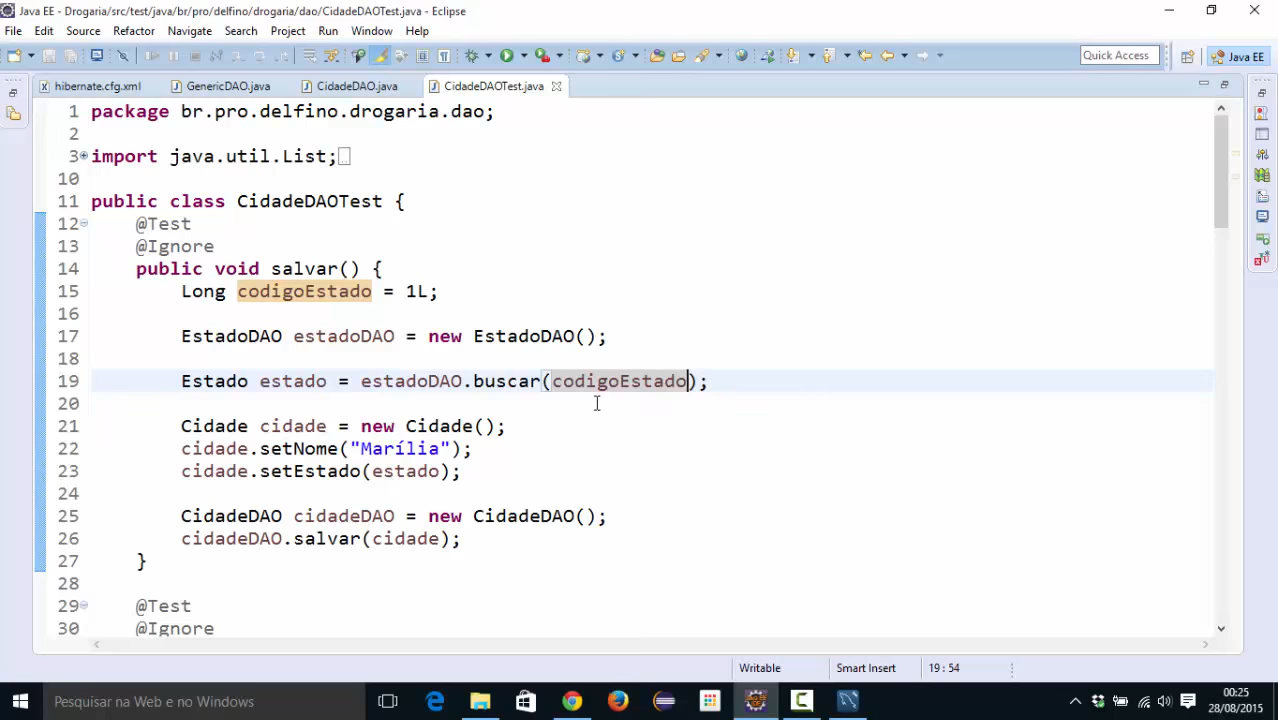 Java EE - Drogaria/src/test/java/br/pro/delfino/drogaria/dao/CidadeDAOTest.java - Eclipse
File Edit Source Refactor Navigate Search Project Run Window Help
Quick Access Java EE
hibernate.cfg.xml GenericDAO.java CidadeDAO.java CidadeDAOTest.java
1 package br.pro.delfino.drogaria.dao;
2
3 import java.util.List;
10
11 public class CidadeDAOTest {
12 @Test
13 @Ignore
14 public void salvar() {
15 Long codigoEstado = 1L;
16
17 EstadoDAO estadoDAO = new EstadoDAO();
18
19 Estado estado = estadoDAO.buscar(codigoEstado);
20
21 Cidade cidade = new Cidade();
22 cidade.setNome("Marília");
23 cidade.setEstado(estado);
24
25 CidadeDAO cidadeDAO = new CidadeDAO();
26 cidadeDAO.salvar(cidade);
27 }
28
29 @Test
30 @Ignore
Writable Smart Insert 19 : 54
Pesquisar na Web e no Windows
00:25
28/08/2015